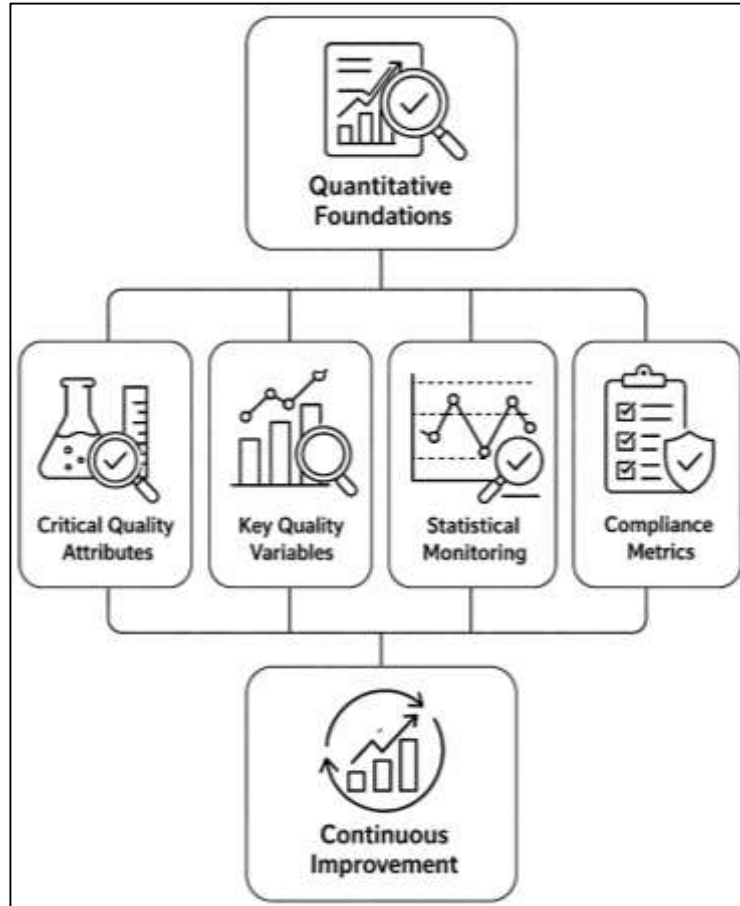 Quantitative
Foundations
Critical Quality
Attributes
Key Quality
Variables
Statistical
Monitoring
Compliance
Metrics
Continuous
Improvement